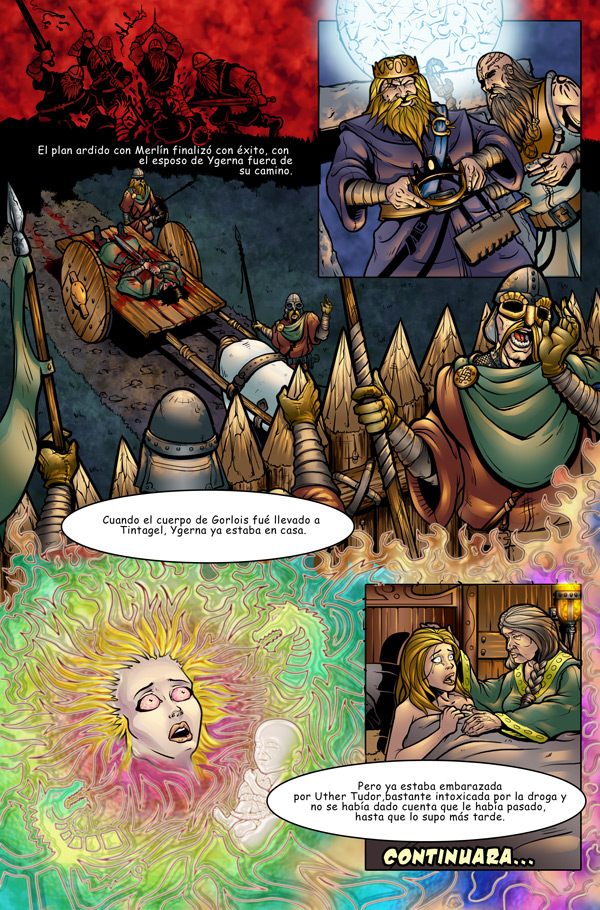 El plan ardido con Merlín finalizó con éxito, con
el esposo de Ygerna fuera de
su camino.
Cuando el cuerpo de Gorlois fué llevado a
Tintagel, Ygerna ya estaba en casa.
Pero ya estaba embarazada
por Uther Tudor,bastante intoxicada por la droga y
no se había dado cuenta que le había pasado,
hasta que lo supo más tarde.
CONTINUARA...